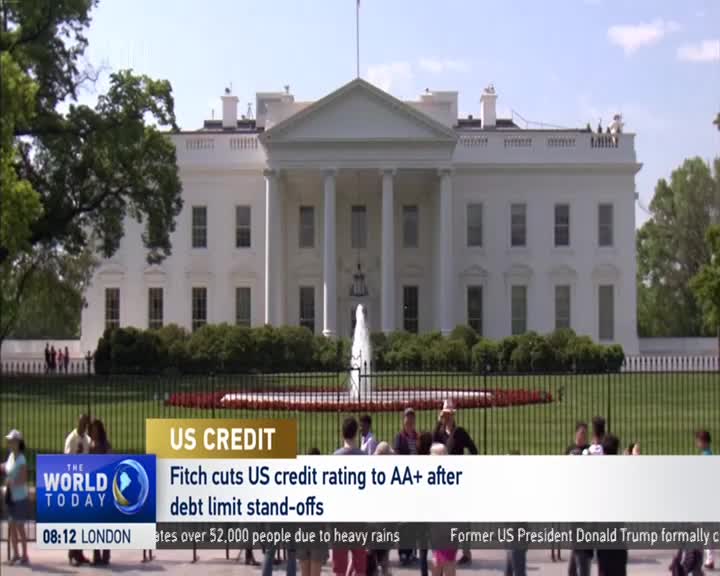 US CREDIT
Fitch cuts US credit rating to AA+ after
debt limit stand-offs
THE
WORLD
TODAY
08:12 LONDON
ates over 52,000 people due to heavy rains Former US President Donald Trump formally c